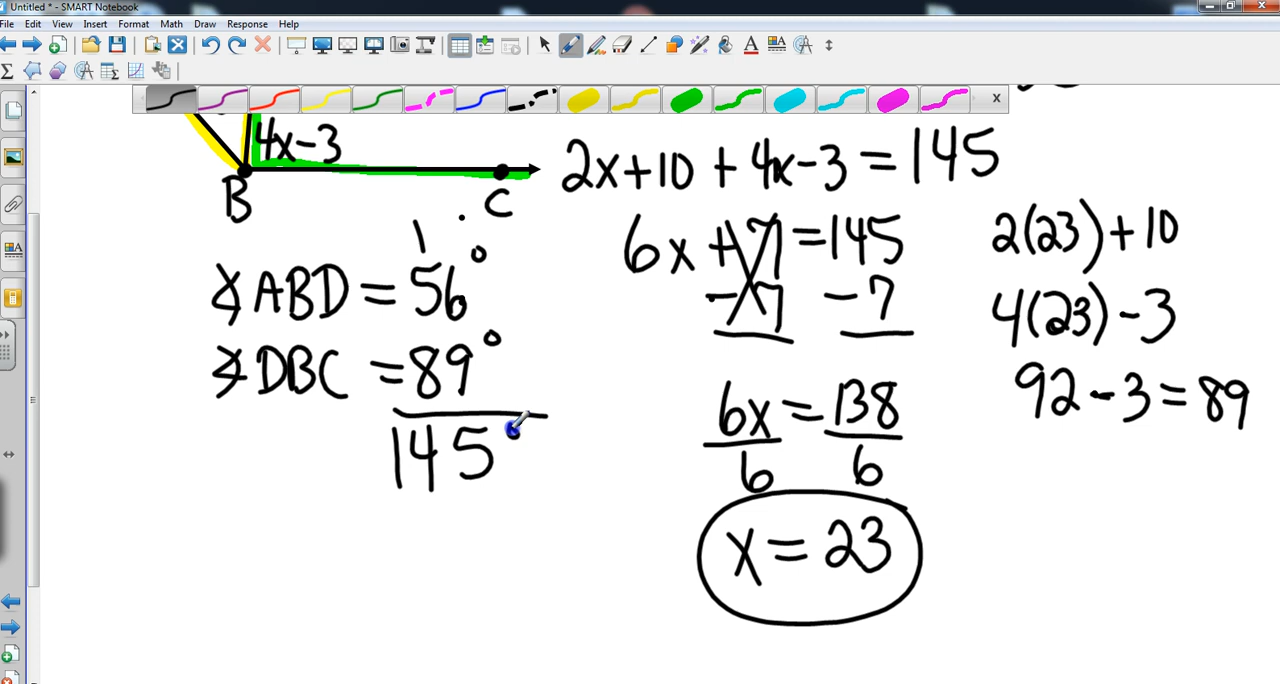 Untitled * - SMART Notebook
File Edit View Insert Format Math Draw Response Help
4x-3
B
C
2x+10 + 4x-3 = 145
6x +7 = 145
-7 -7
6x = 138
6 6
x = 23
1
∡ABD = 56°
∡DBC = 89°
145°
2(23)+10
4(23)-3
92-3=89